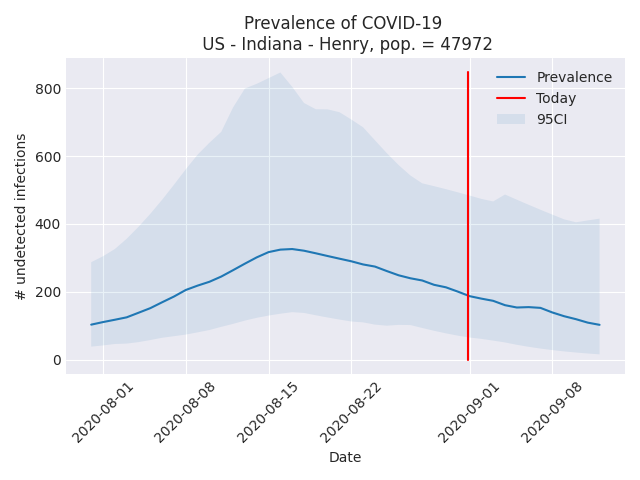 Prevalence of COVID-19
US - Indiana - Henry, pop. = 47972
Prevalence
Today
95CI
800
600
400
200
0
# undetected infections
2020-08-01
2020-08-08
2020-08-15
2020-08-22
2020-09-01
2020-09-08
Date